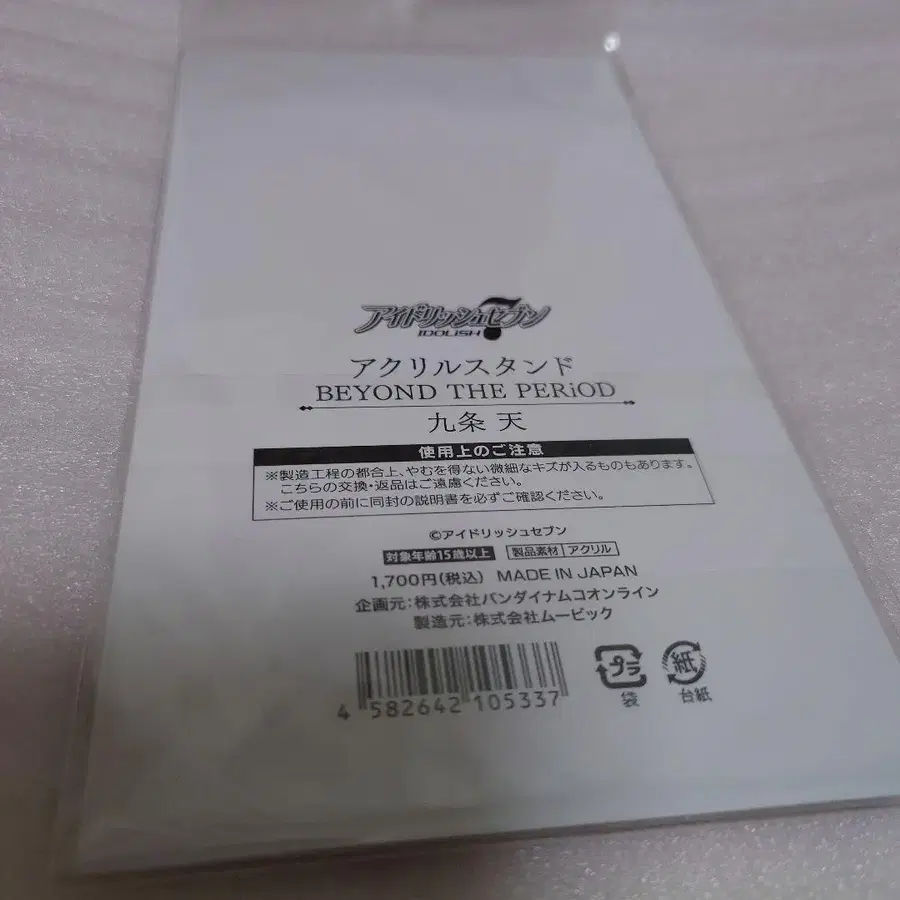 アイドリッシュセブン
IDOLISH7
アクリルスタンド
BEYOND THE PERiOD
九条 天
使用上のご注意
※製造工程の都合上、やむを得ない微細なキズが入るものもあります。
こちらの交換・返品はご遠慮ください。
※ご使用の前に同封の説明書を必ずご確認ください。
©アイドリッシュセブン
対象年齢15歳以上 製品素材 アクリル
1,700円(税込) MADE IN JAPAN
企画元:株式会社バンダイナムコオンライン
製造元:株式会社ムービック
4 582642 105337
プラ 紙
袋 台紙